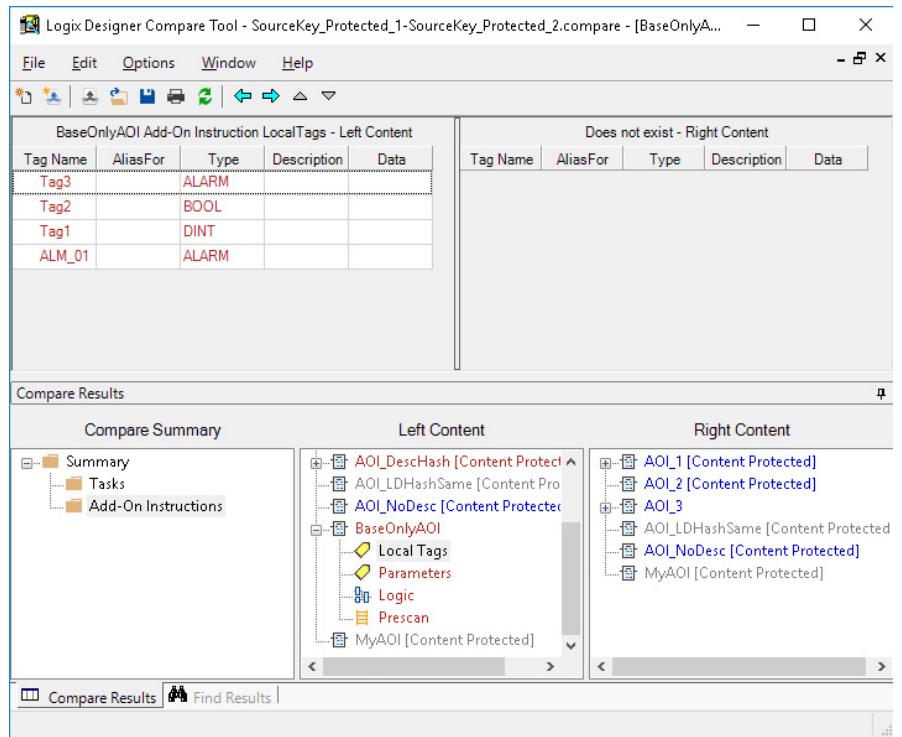 Logix Designer Compare Tool - SourceKey_Protected_1-SourceKey_Protected_2.compare - [BaseOnlyA...
File Edit Options Window Help
BaseOnlyAOI Add-On Instruction LocalTags - Left Content
Tag Name AliasFor Type Description Data
Tag3 ALARM
Tag2 BOOL
Tag1 DINT
ALM_01 ALARM
Does not exist - Right Content
Tag Name AliasFor Type Description Data
Compare Results
Compare Summary
Summary
Tasks
Add-On Instructions
Left Content
AOI_DescHash [Content Protect
AOI_LDHashSame [Content Pro
AOI_NoDesc [Content Protected
BaseOnlyAOI
Local Tags
Parameters
Logic
Prescan
MyAOI [Content Protected]
Right Content
AOI_1 [Content Protected]
AOI_2 [Content Protected]
AOI_3
AOI_LDHashSame [Content Protected
AOI_NoDesc [Content Protected]
MyAOI [Content Protected]
Compare Results Find Results